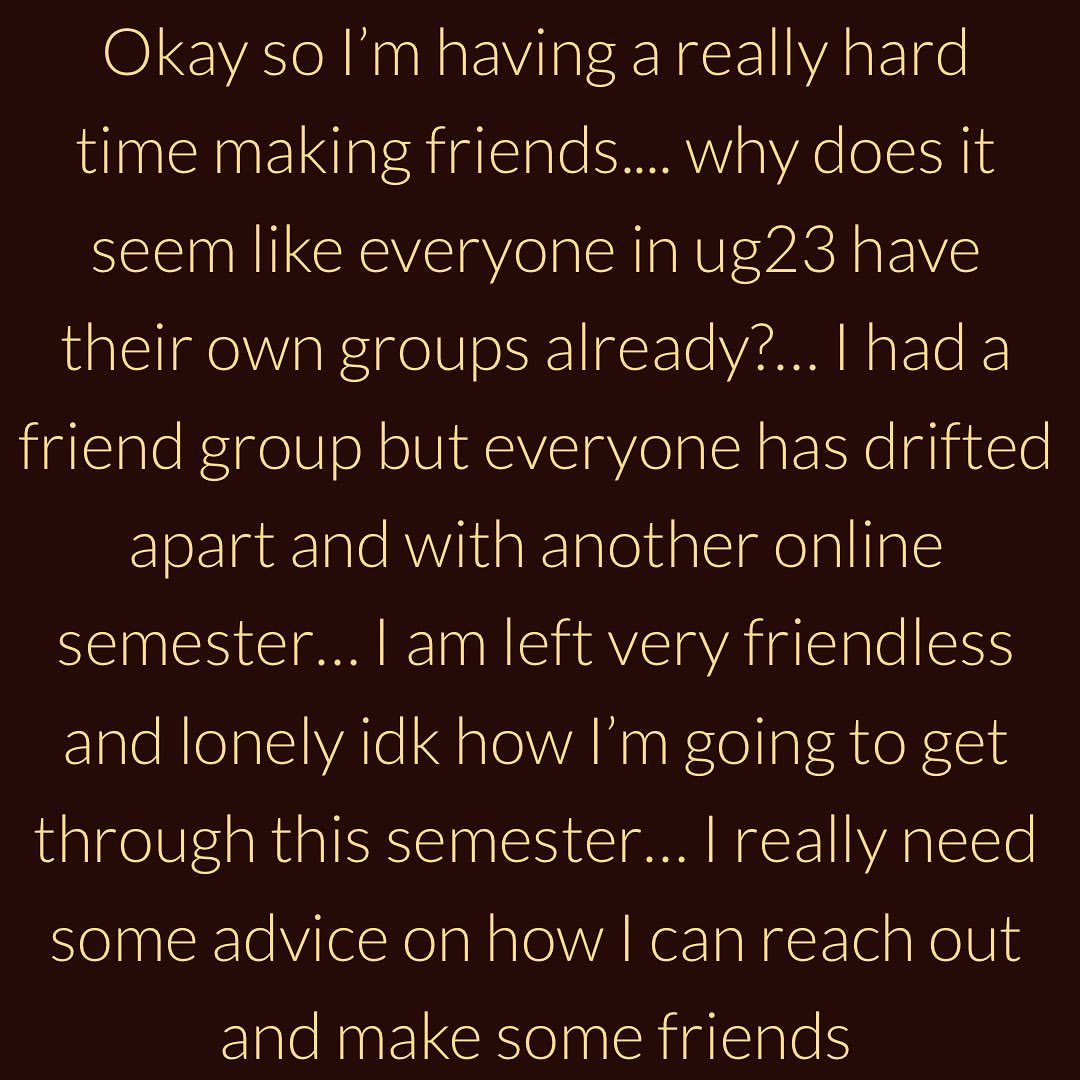 Okay so I’m having a really hard
time making friends.... why does it
seem like everyone in ug23 have
their own groups already?... I had a
friend group but everyone has drifted
apart and with another online
semester... I am left very friendless
and lonely idk how I’m going to get
through this semester... I really need
some advice on how I can reach out
and make some friends